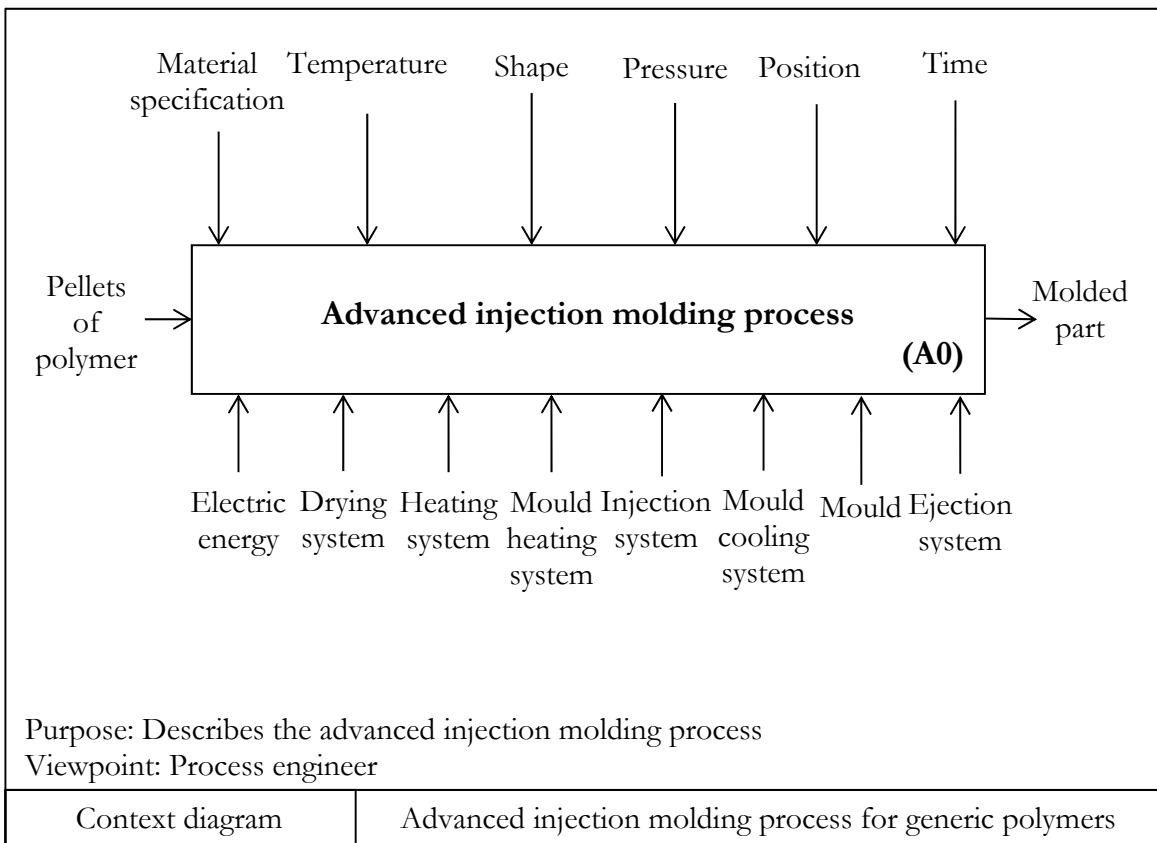 Material
specification
Temperature
Shape
Pressure
Position
Time
Pellets
of
polymer
Advanced injection molding process
(A0)
Molded
part
Electric
energy
Drying
system
Heating
system
Mould
heating
system
Injection
system
Mould
cooling
system
Mould
Ejection
system
Purpose: Describes the advanced injection molding process
Viewpoint: Process engineer
Context diagram
Advanced injection molding process for generic polymers